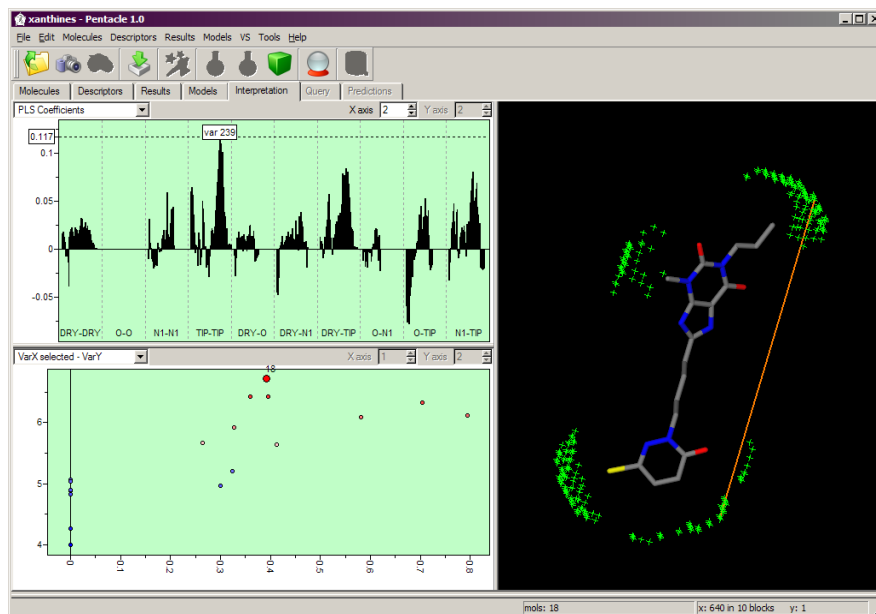 xanthines - Pentacle 1.0
File Edit Molecules Descriptors Results Models VS Tools Help
Molecules Descriptors Results Models Interpretation Query Predictions
PLS Coefficients X axis 2 Y axis 2
var 239
0.117
0.1
0.05
0
-0.05
DRY-DRY O-O N1-N1 TIP-TIP DRY-O DRY-N1 DRY-TIP O-N1 O-TIP N1-TIP
VarX selected - VarY X axis 1 Y axis 2
18
6
5
4
0 0.1 0.2 0.3 0.4 0.5 0.6 0.7 0.8
mols: 18 x: 640 in 10 blocks y: 1